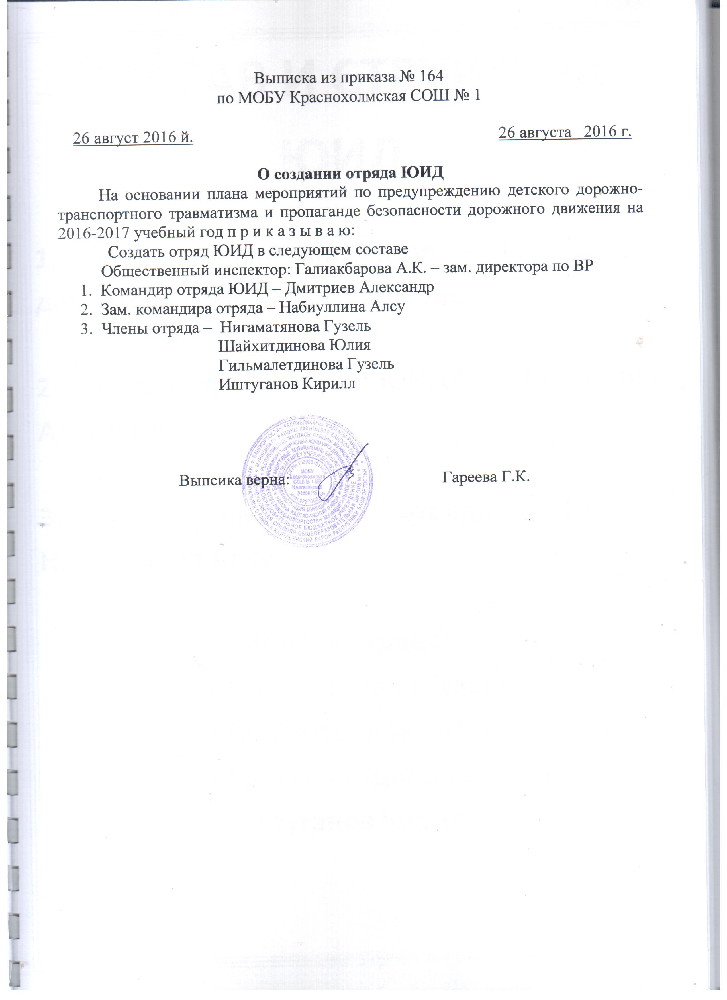 Выписка из приказа № 164
по МОБУ Краснохолмская СОШ № 1
26 август 2016 й.
26 августа 2016 г.
О создании отряда ЮИД
На основании плана мероприятий по предупреждению детского дорожно-
транспортного травматизма и пропаганде безопасности дорожного движения на
2016-2017 учебный год п р и к а з ы в а ю:
Создать отряд ЮИД в следующем составе
Общественный инспектор: Галиакбарова А.К. – зам. директора по ВР
1. Командир отряда ЮИД – Дмитриев Александр
2. Зам. командира отряда – Набиуллина Алсу
3. Члены отряда – Нигаматянова Гузель
Шайхитдинова Юлия
Гильмалетдинова Гузель
Иштуганов Кирилл
Выпсика верна:
Гареева Г.К.
МОБУ
Краснохолмская
СОШ № 1 МР
Калтасинский
район РБ